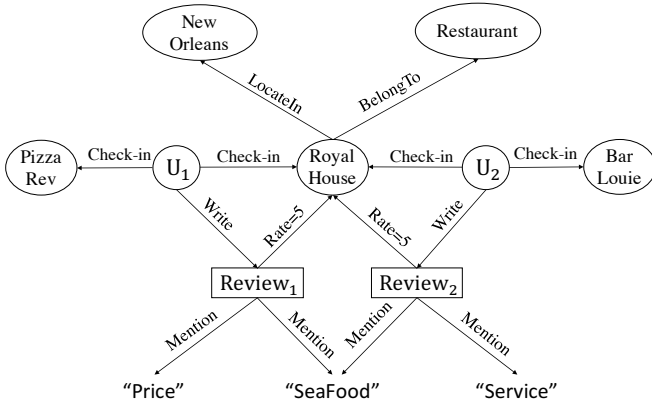 New
Orleans
Restaurant
LocateIn
BelongTo
Pizza
Rev
Check-in
U₁
Check-in
Royal
House
Check-in
U₂
Check-in
Bar
Louie
Write
Rate=5
Rate=5
Write
Review₁
Review₂
Mention
Mention
Mention
Mention
“Price”
“SeaFood”
“Service”